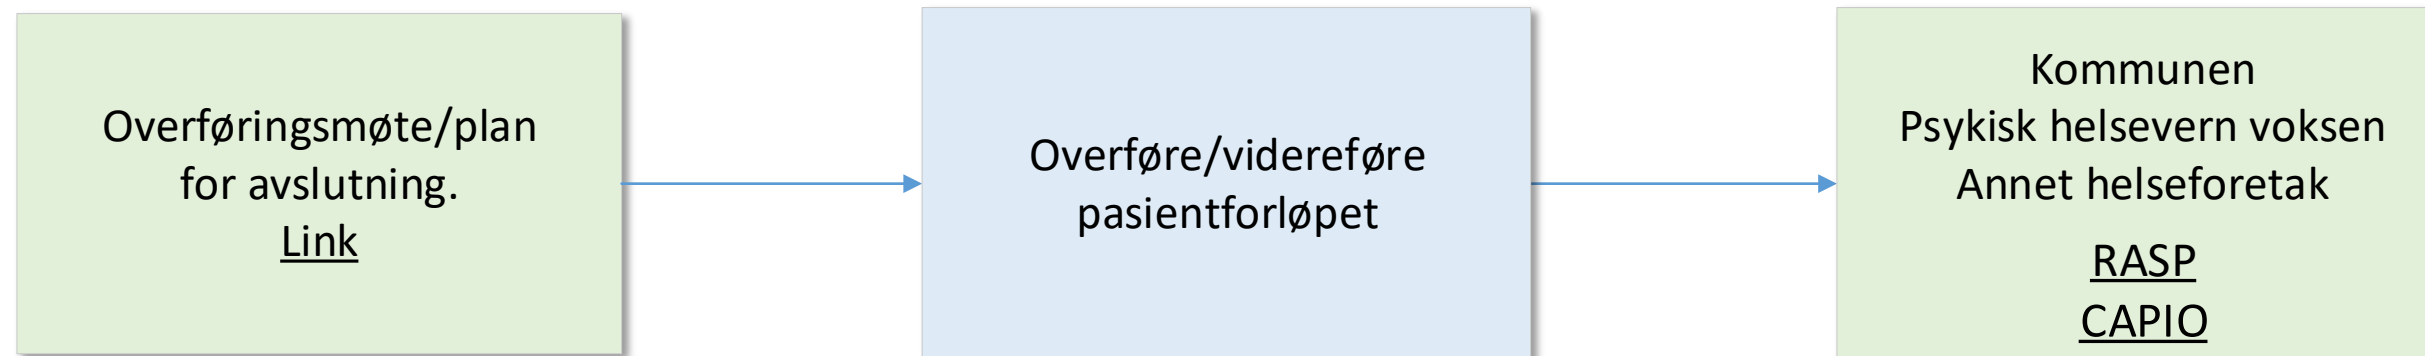 Overføringsmøte/plan
for avslutning.
Link
Overføre/videreføre
pasientforløpet
Kommunen
Psykisk helsevern voksen
Annet helseforetak
RASP
CAPIO